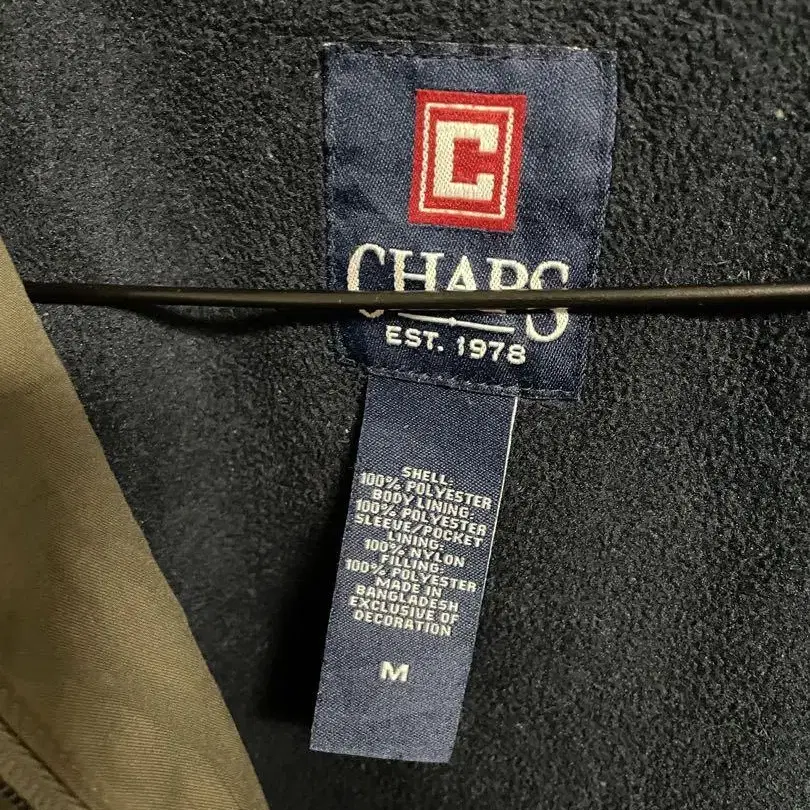 C
CHAPS
EST. 1978
SHELL:
100% POLYESTER
BODY LINING:
100% POLYESTER
SLEEVE/POCKET
LINING:
100% NYLON
FILLING:
100% POLYESTER
MADE IN
BANGLADESH
EXCLUSIVE OF
DECORATION
M